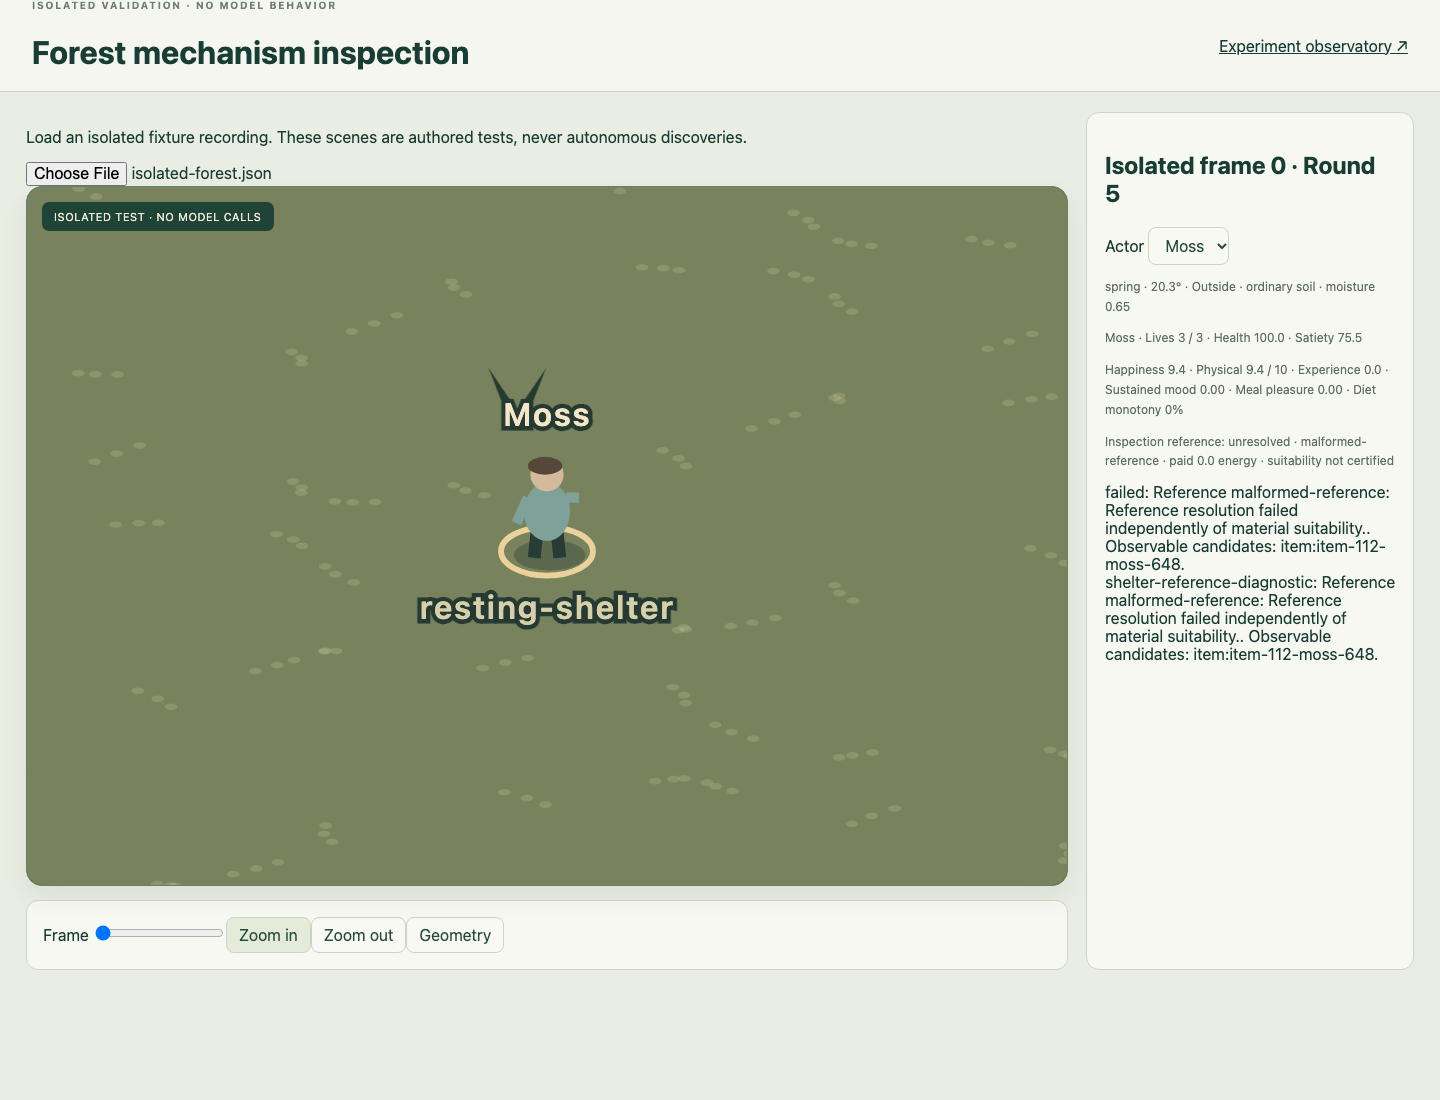 ISOLATED VALIDATION · NO MODEL BEHAVIOR
Forest mechanism inspection
Experiment observatory ↗
Load an isolated fixture recording. These scenes are authored tests, never autonomous discoveries.
Choose File isolated-forest.json
ISOLATED TEST · NO MODEL CALLS
Moss
resting-shelter
Frame
Zoom in
Zoom out
Geometry
Isolated frame 0 · Round
5
Actor Moss
spring · 20.3° · Outside · ordinary soil · moisture
0.65
Moss · Lives 3 / 3 · Health 100.0 · Satiety 75.5
Happiness 9.4 · Physical 9.4 / 10 · Experience 0.0 ·
Sustained mood 0.00 · Meal pleasure 0.00 · Diet
monotony 0%
Inspection reference: unresolved · malformed-
reference · paid 0.0 energy · suitability not certified
failed: Reference malformed-reference:
Reference resolution failed
independently of material suitability..
Observable candidates: item:item-112-
moss-648.
shelter-reference-diagnostic: Reference
malformed-reference: Reference
resolution failed independently of
material suitability.. Observable
candidates: item:item-112-moss-648.